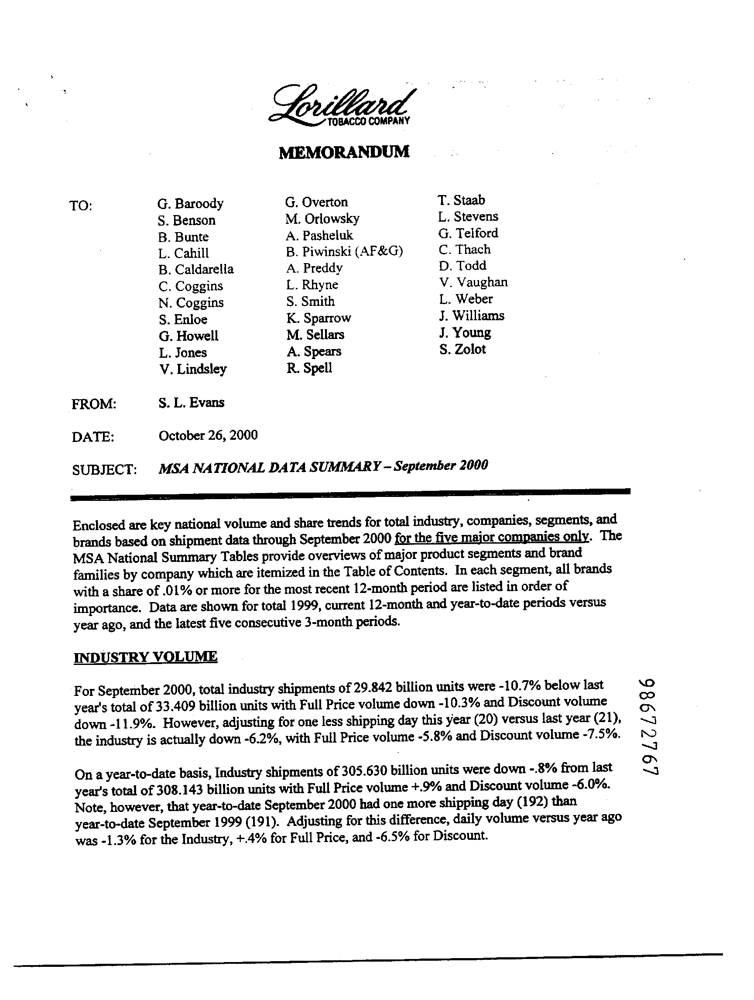 Lorillard
TOBACCO COMPANY
MEMORANDUM
TO:
G. Baroody
S. Benson
B. Bunte
L. Cahill
B. Caldarella
C. Coggins
N. Coggins
S. Enloe
G. Howell
L. Jones
V. Lindsley
G. Overton
M. Orlowsky
A. Pasheluk
B. Piwinski (AF&G)
A. Preddy
L. Rhyne
S. Smith
K. Sparrow
M. Sellars
A. Spears
R. Spell
T. Staab
L. Stevens
G. Telford
C. Thach
D. Todd
V. Vaughan
L. Weber
J. Williams
J. Young
S. Zolot
FROM: S. L. Evans
DATE: October 26, 2000
SUBJECT: MSA NATIONAL DATA SUMMARY – September 2000
Enclosed are key national volume and share trends for total industry, companies, segments, and
brands based on shipment data through September 2000 for the five major companies only. The
MSA National Summary Tables provide overviews of major product segments and brand
families by company which are itemized in the Table of Contents. In each segment, all brands
with a share of .01% or more for the most recent 12-month period are listed in order of
importance. Data are shown for total 1999, current 12-month and year-to-date periods versus
year ago, and the latest five consecutive 3-month periods.
INDUSTRY VOLUME
For September 2000, total industry shipments of 29.842 billion units were -10.7% below last
year's total of 33.409 billion units with Full Price volume down -10.3% and Discount volume
down -11.9%. However, adjusting for one less shipping day this year (20) versus last year (21),
the industry is actually down -6.2%, with Full Price volume -5.8% and Discount volume -7.5%.
On a year-to-date basis, Industry shipments of 305.630 billion units were down -.8% from last
year's total of 308.143 billion units with Full Price volume +.9% and Discount volume -6.0%.
Note, however, that year-to-date September 2000 had one more shipping day (192) than
year-to-date September 1999 (191). Adjusting for this difference, daily volume versus year ago
was -1.3% for the Industry, +.4% for Full Price, and -6.5% for Discount.
98672767